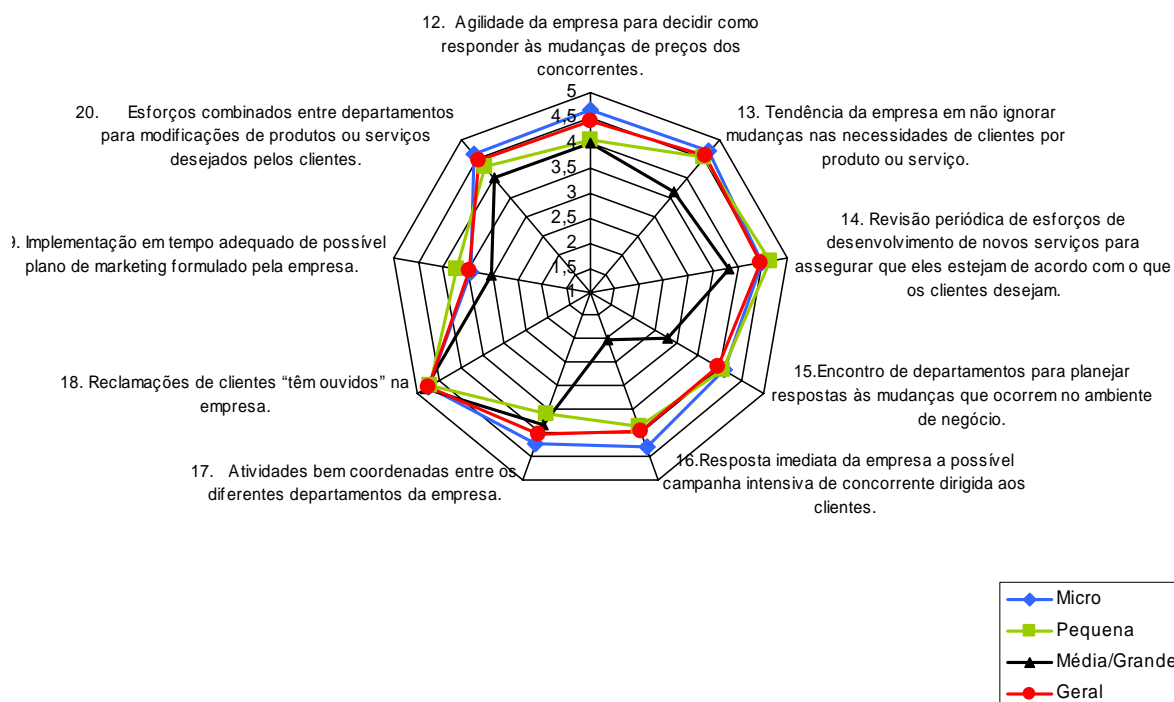 12. Agilidade da empresa para decidir como
responder às mudanças de preços dos
concorrentes.
13. Tendência da empresa em não ignorar
mudanças nas necessidades de clientes por
produto ou serviço.
14. Revisão periódica de esforços de
desenvolvimento de novos serviços para
assegurar que eles estejam de acordo com o que
os clientes desejam.
15.Encontro de departamentos para planejar
respostas às mudanças que ocorrem no ambiente
de negócio.
16.Resposta imediata da empresa a possível
campanha intensiva de concorrente dirigida aos
clientes.
17. Atividades bem coordenadas entre os
diferentes departamentos da empresa.
18. Reclamações de clientes “têm ouvidos” na
empresa.
9. Implementação em tempo adequado de possível
plano de marketing formulado pela empresa.
20. Esforços combinados entre departamentos
para modificações de produtos ou serviços
desejados pelos clientes.
5
4,5
4
3,5
3
2,5
2
1,5
1
Micro
Pequena
Média/Grande
Geral